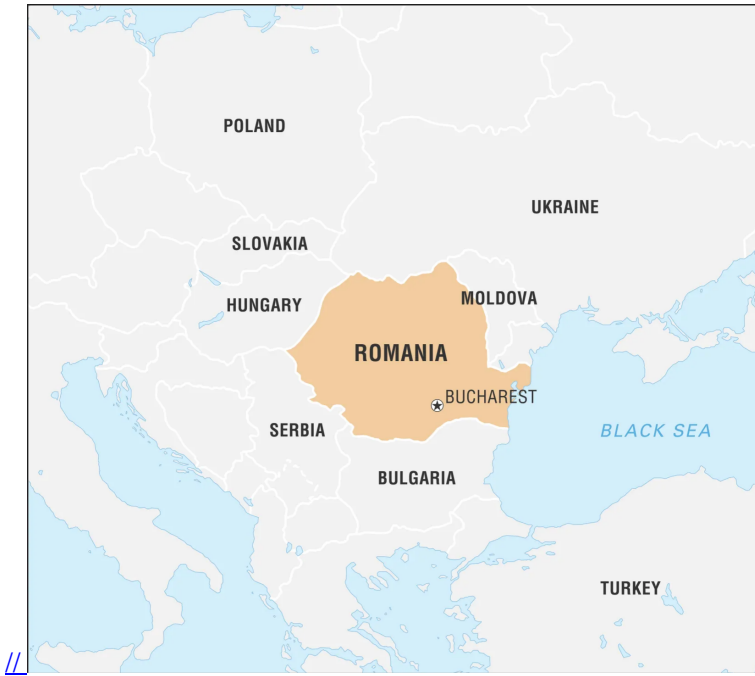 POLAND
UKRAINE
SLOVAKIA
HUNGARY
MOLDOVA
ROMANIA
BUCHAREST
SERBIA
BLACK SEA
BULGARIA
TURKEY
//